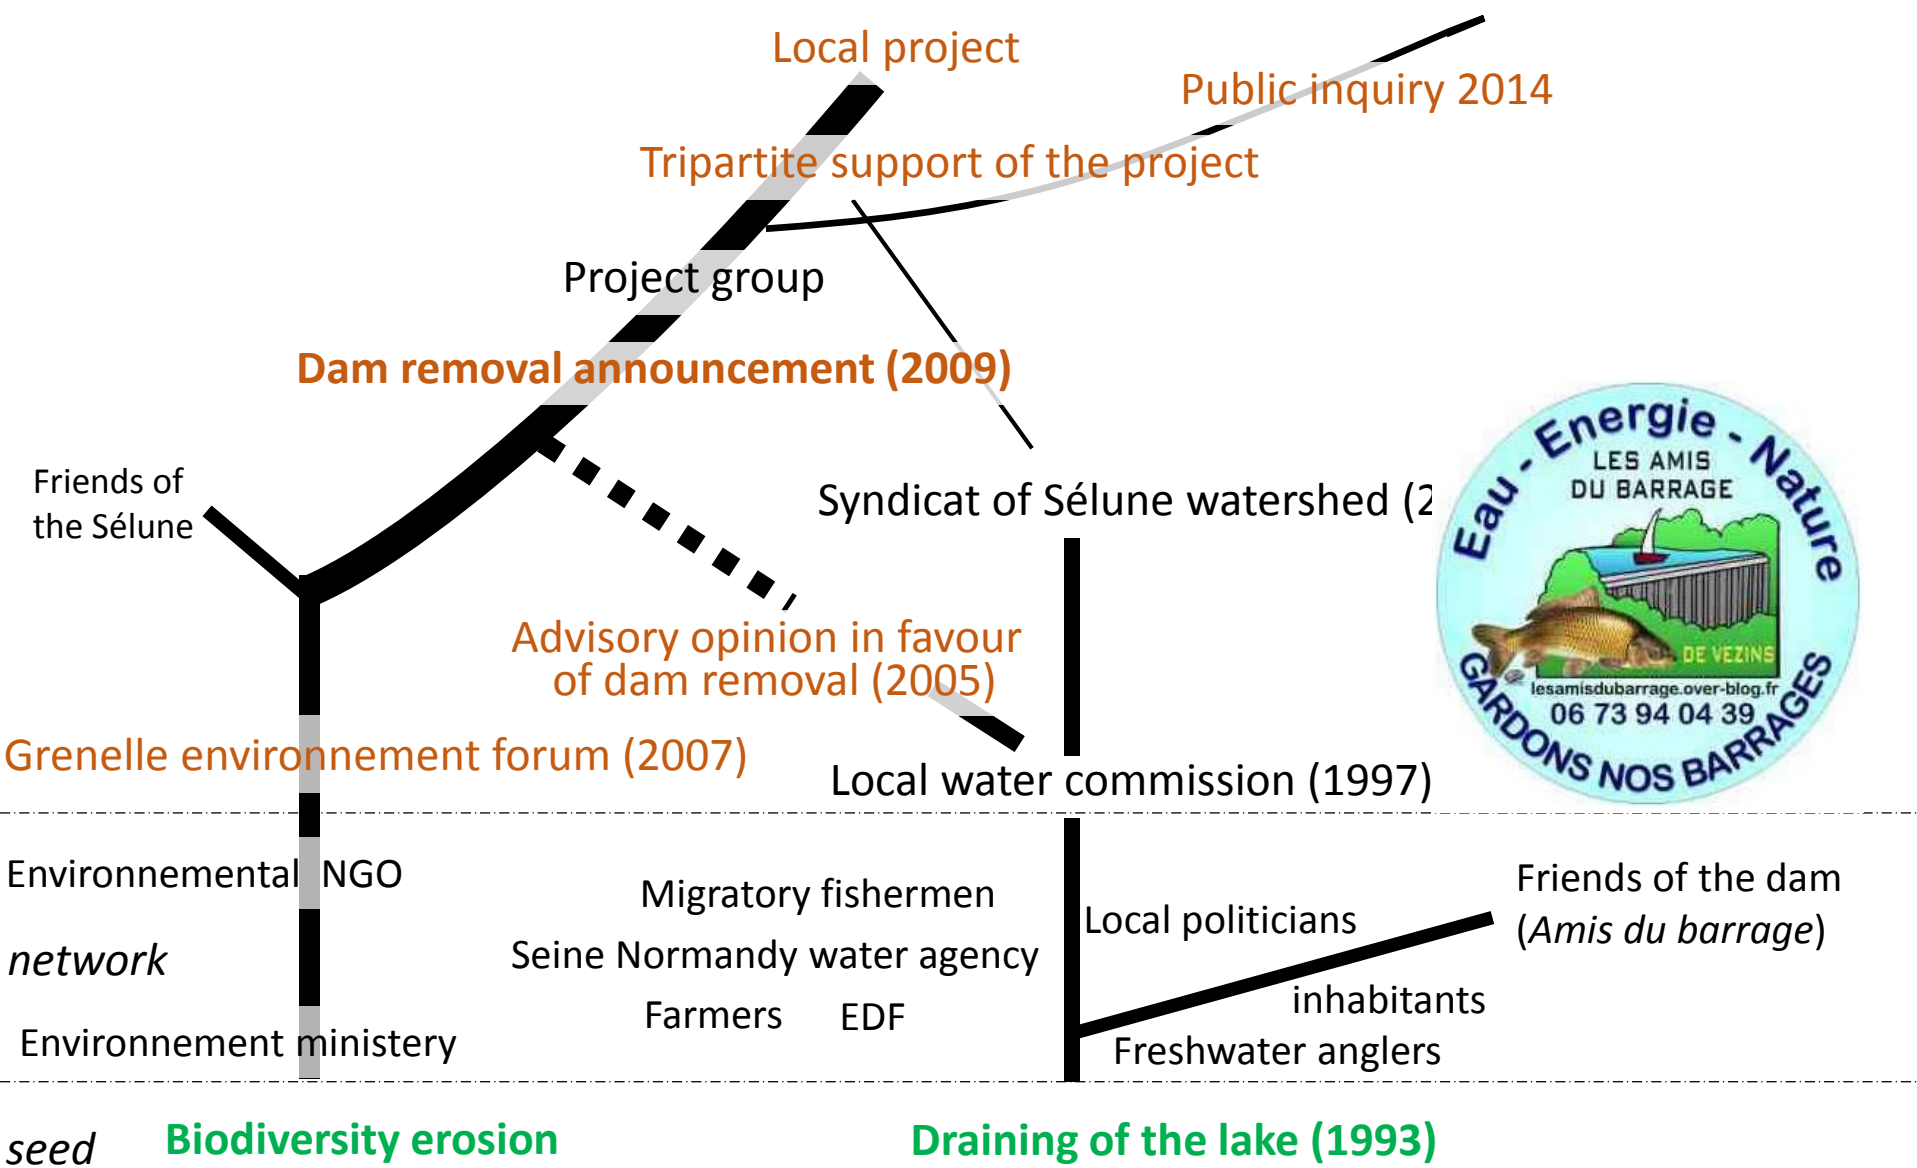 Local project
Public inquiry 2014
Tripartite support of the project
Project group
Dam removal announcement (2009)
Friends of
the Sélune
Syndicat of Sélune watershed (2
Eau - Energie - Nature
LES AMIS
DU BARRAGE
DE VEZINS
lesamisdubarrage.over-blog.fr
06 73 94 04 39
GARDONS NOS BARRAGES
Advisory opinion in favour
of dam removal (2005)
Grenelle environnement forum (2007)
Local water commission (1997)
Environnemental NGO
Migratory fishermen
Local politicians
Friends of the dam
(Amis du barrage)
network
Seine Normandy water agency
inhabitants
Farmers EDF
Environnement ministery
Freshwater anglers
seed
Biodiversity erosion
Draining of the lake (1993)